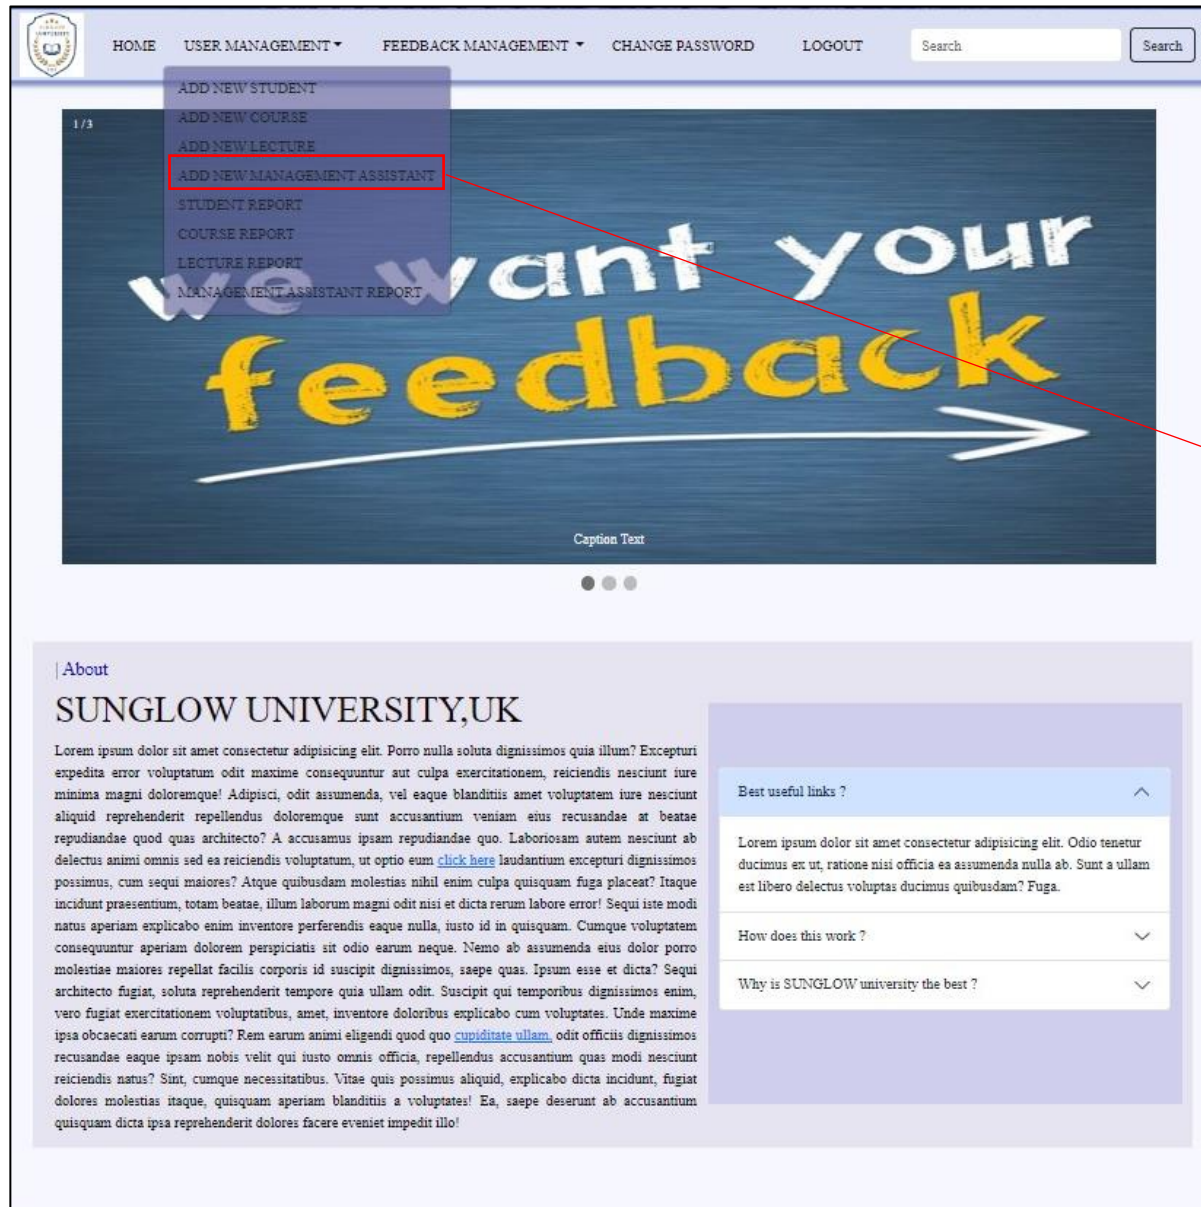 HOME USER MANAGEMENT FEEDBACK MANAGEMENT CHANGE PASSWORD LOGOUT Search Search
ADD NEW STUDENT
ADD NEW COURSE
ADD NEW LECTURE
ADD NEW MANAGEMENT ASSISTANT
STUDENT REPORT
COURSE REPORT
LECTURE REPORT
MANAGEMENT ASSISTANT REPORT
1/3
we want your
feedback
Caption Text
| About
SUNGLOW UNIVERSITY,UK
Lorem ipsum dolor sit amet consectetur adipisicing elit. Porro nulla soluta dignissimos quia illum? Excepturi
expedita error voluptatum odit maxime consequuntur aut culpa exercitationem, reiciendis nesciunt iure
minima magni doloremque! Adipisci, odit assumenda, vel eaque blanditiis amet voluptatem iure nesciunt
aliquid reprehenderit repellendus doloremque sunt accusantium veniam eius recusandae at beatae
repudiandae quod quas architecto? A accusamus ipsam repudiandae quo. Laboriosam autem nesciunt ab
delectus animi omnis sed ea reiciendis voluptatum, ut optio eum click here laudantium excepturi dignissimos
possimus, cum sequi maiores? Atque quibusdam molestias nihil enim culpa quisquam fuga placeat? Itaque
incidunt praesentium, totam beatae, illum laborum magni odit nisi et dicta rerum labore error! Sequi iste modi
natus aperiam explicabo enim inventore perferendis eaque nulla, iusto id in quisquam. Cumque voluptatem
consequuntur aperiam dolorem perspiciatis sit odio earum neque. Nemo ab assumenda eius dolor porro
molestiae maiores repellat facilis corporis id suscipit dignissimos, saepe quas. Ipsum esse et dicta? Sequi
architecto fugiat, soluta reprehenderit tempore quia ullam odit. Suscipit qui temporibus dignissimos enim,
vero fugiat exercitationem voluptatibus, amet, inventore doloribus explicabo cum voluptates. Unde maxime
ipsa obcaecati earum corrupti? Rem earum animi eligendi quod quo cupiditate ullam, odit officiis dignissimos
recusandae eaque ipsam nobis velit qui iusto omnis officia, repellendus accusantium quas modi nesciunt
reiciendis natus? Sint, cumque necessitatibus. Vitae quis possimus aliquid, explicabo dicta incidunt, fugiat
dolores molestias itaque, quisquam aperiam blanditiis a voluptates! Ea, saepe deserunt ab accusantium
quisquam dicta ipsa reprehenderit dolores facere eveniet impedit illo!
Best useful links ?
Lorem ipsum dolor sit amet consectetur adipisicing elit. Odio tenetur
ducimus ex ut, ratione nisi officia ea assumenda nulla ab. Sunt a ullam
est libero delectus voluptas ducimus quibusdam? Fuga.
How does this work ?
Why is SUNGLOW university the best ?